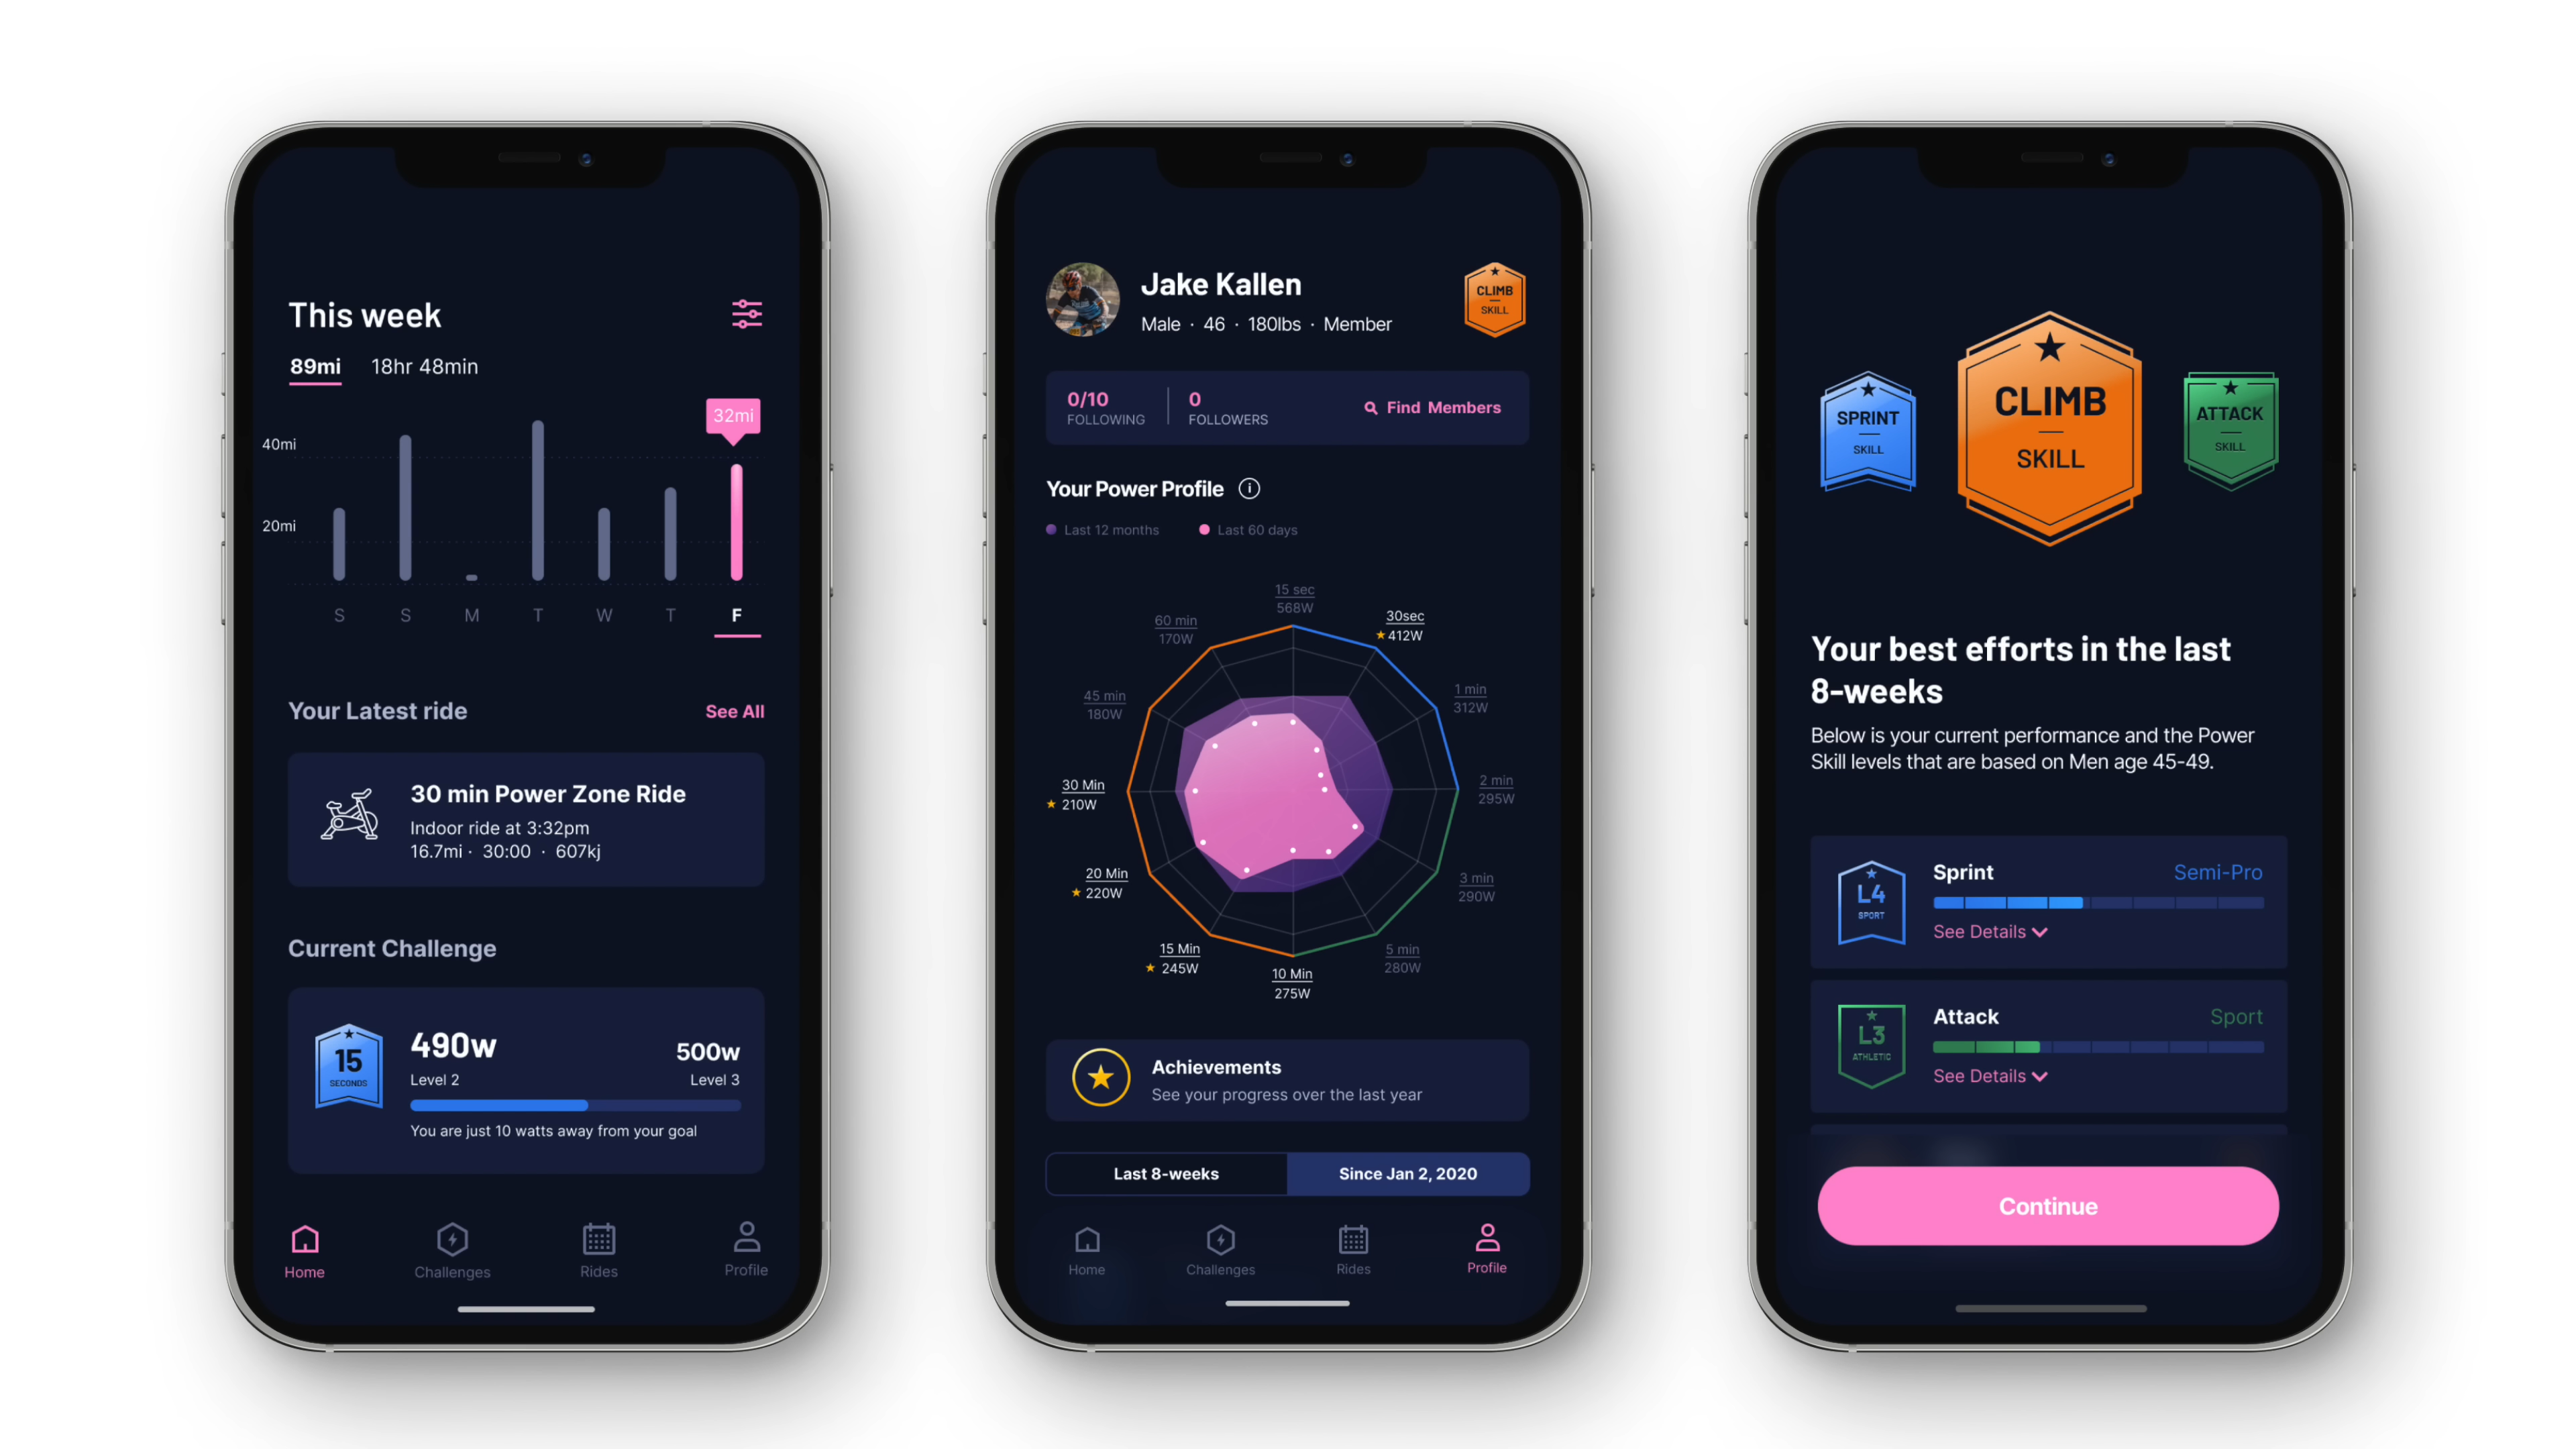 This week
89mi 18hr 48min
32mi
40mi
20mi
S S M T W T F
Your Latest ride See All
30 min Power Zone Ride
Indoor ride at 3:32pm
16.7mi · 30:00 · 607kj
Current Challenge
15
SECONDS
490w 500w
Level 2 Level 3
You are just 10 watts away from your goal
Home Challenges Rides Profile
Jake Kallen
Male · 46 · 180lbs · Member
CLIMB
SKILL
0/10
FOLLOWING
0
FOLLOWERS
Find Members
Your Power Profile i
Last 12 months Last 60 days
15 sec
568W
30sec
412W
1 min
312W
2 min
295W
3 min
290W
5 min
280W
10 Min
275W
15 Min
245W
20 Min
220W
30 Min
210W
45 min
180W
60 min
170W
Achievements
See your progress over the last year
Last 8-weeks Since Jan 2, 2020
Home Challenges Rides Profile
SPRINT
SKILL
CLIMB
SKILL
ATTACK
SKILL
Your best efforts in the last
8-weeks
Below is your current performance and the Power
Skill levels that are based on Men age 45-49.
L4
SPORT
Sprint Semi-Pro
See Details
L3
ATHLETIC
Attack Sport
See Details
Continue